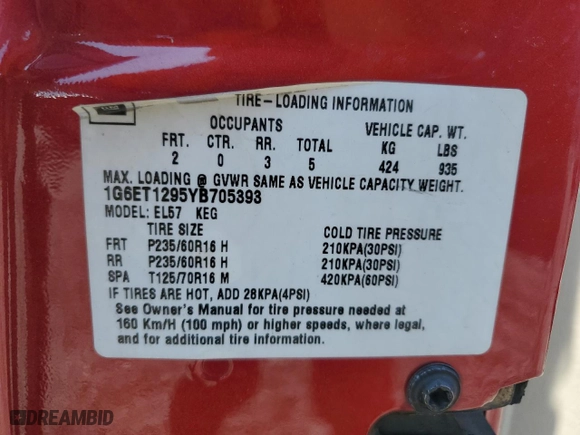 TIRE-LOADING INFORMATION
OCCUPANTS VEHICLE CAP. WT.
FRT. CTR. RR. TOTAL KG LBS
2 0 3 5 424 935
MAX. LOADING @ GVWR SAME AS VEHICLE CAPACITY WEIGHT.
1G6ET1295YB705393
MODEL: EL57 KEG
TIRE SIZE COLD TIRE PRESSURE
FRT P235/60R16 H 210KPA(30PSI)
RR P235/60R16 H 210KPA(30PSI)
SPA T125/70R16 M 420KPA(60PSI)
IF TIRES ARE HOT, ADD 28KPA(4PSI)
See Owner's Manual for tire pressure needed at
160 Km/H (100 mph) or higher speeds, where legal,
and for additional tire information.
DREAMBID